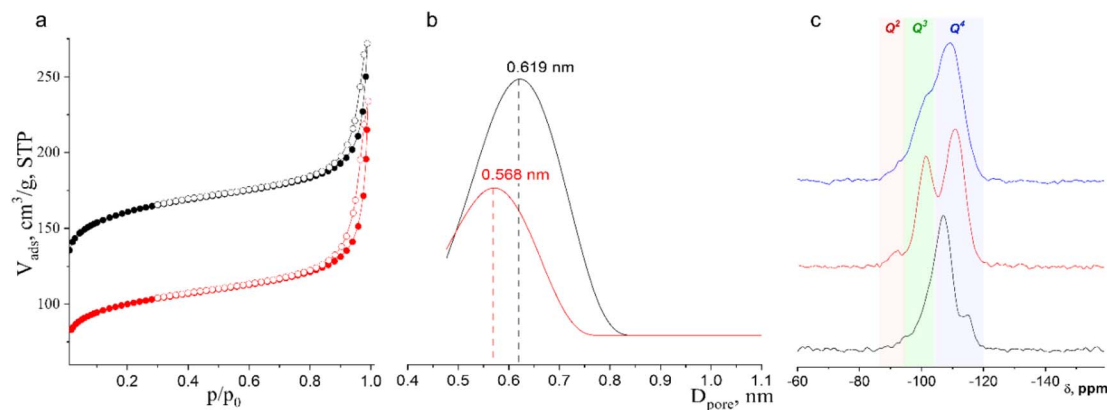 a
V_ads, cm³/g, STP
250
200
150
100
0.2 0.4 0.6 0.8 1.0
p/p₀
b
0.619 nm
0.568 nm
0.4 0.5 0.6 0.7 0.8 0.9 1.0 1.1
D_pore, nm
c
Q² Q³ Q⁴
-60 -80 -100 -120 -140
δ, ppm